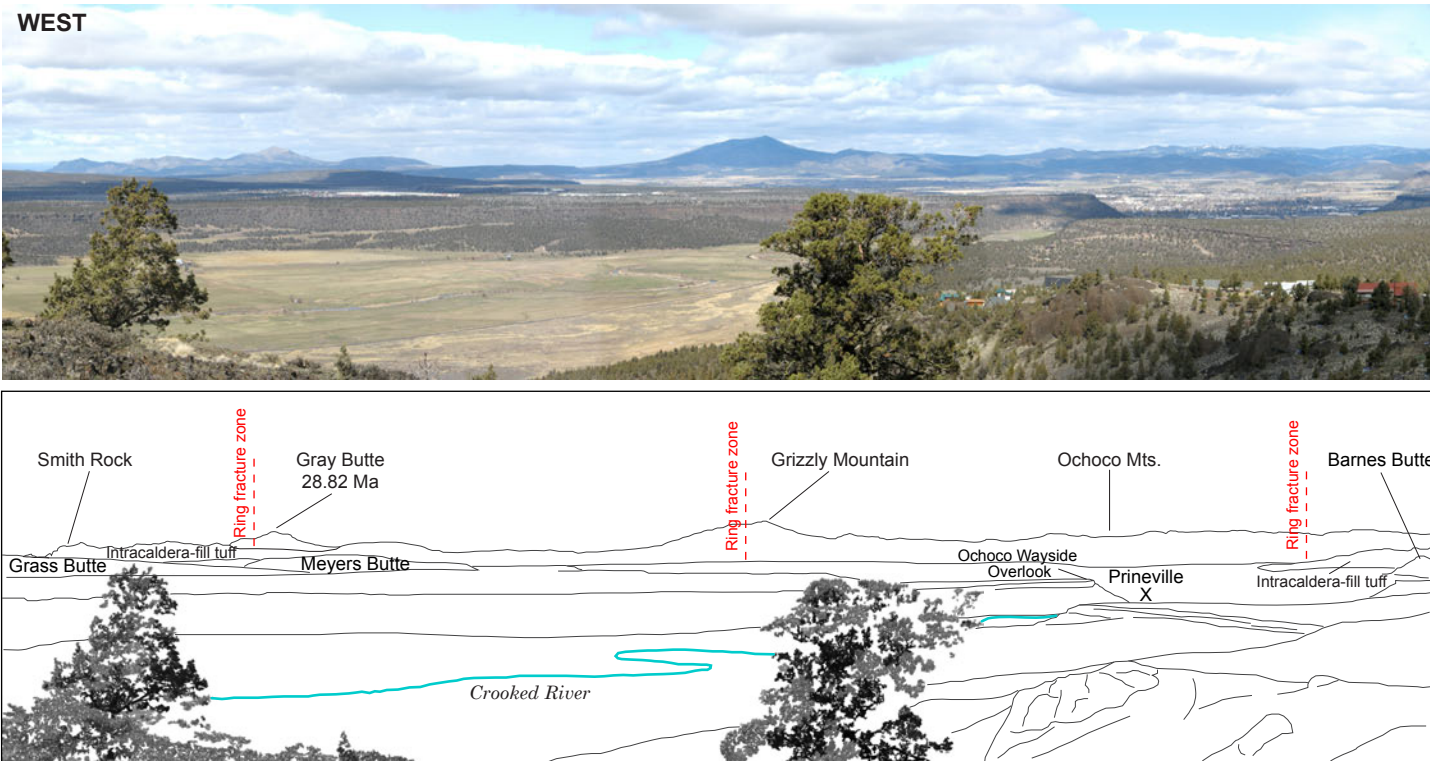 WEST
Ring fracture zone
Ring fracture zone
Ring fracture zone
Smith Rock
Gray Butte
28.82 Ma
Grizzly Mountain
Ochoco Mts.
Barnes Butte
Intracaldera-fill tuff
Grass Butte
Meyers Butte
Ochoco Wayside
Overlook
Prineville
X
Intracaldera-fill tuff
Crooked River